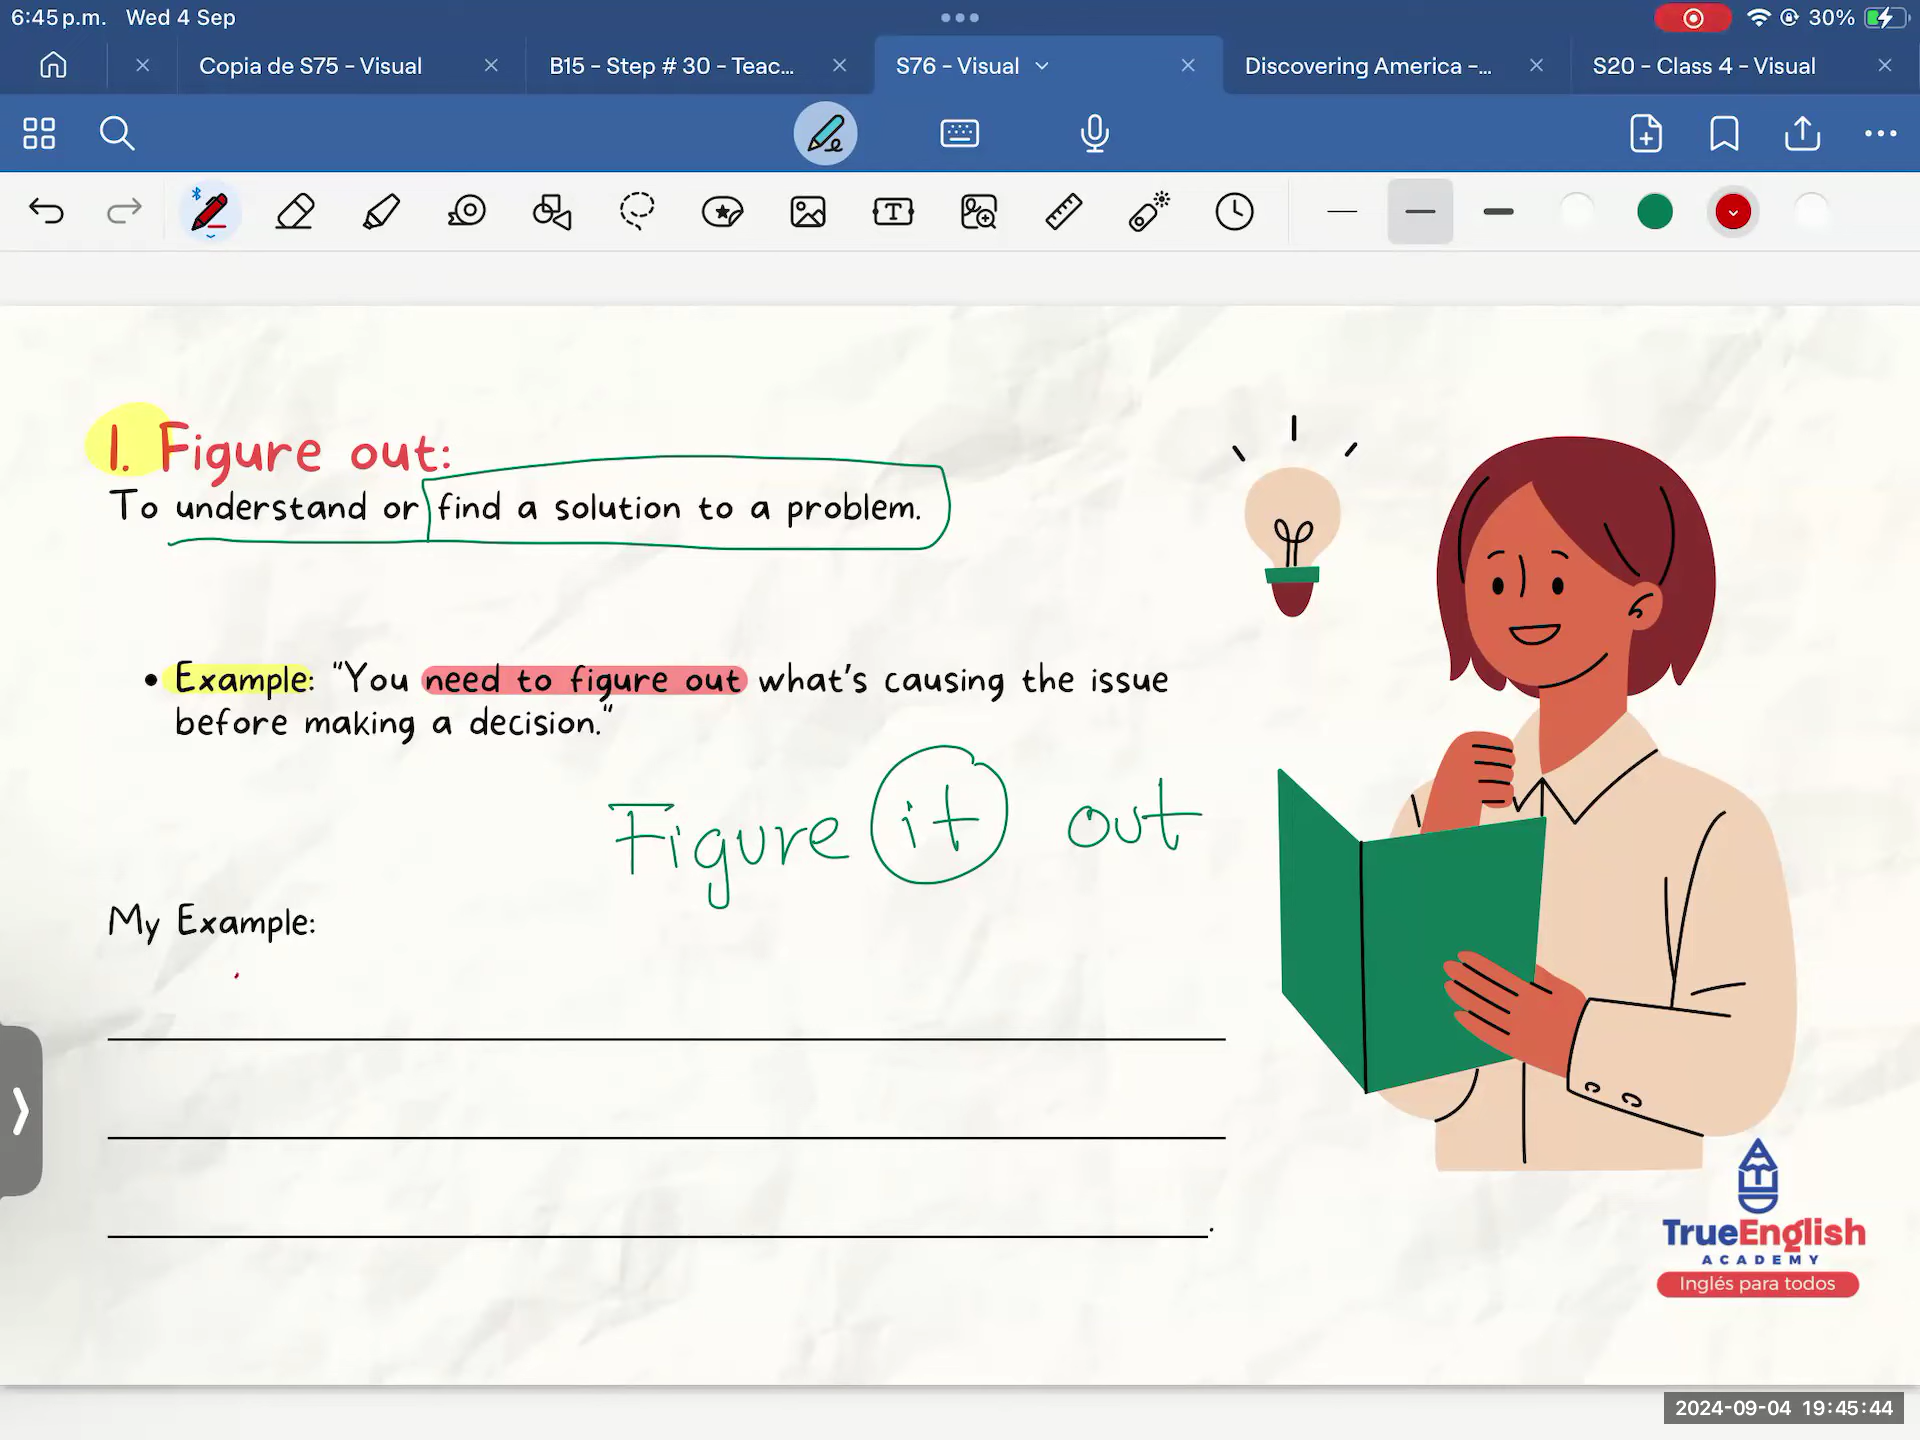 6:45 p.m. Wed 4 Sep
30%
Copia de S75 - Visual
B15 - Step # 30 - Teac...
S76 - Visual
Discovering America -...
S20 - Class 4 - Visual
1. Figure out:
To understand or find a solution to a problem.
• Example: "You need to figure out what's causing the issue
before making a decision."
Figure it out
My Example:
TrueEnglish
ACADEMY
Inglés para todos
2024-09-04 19:45:44